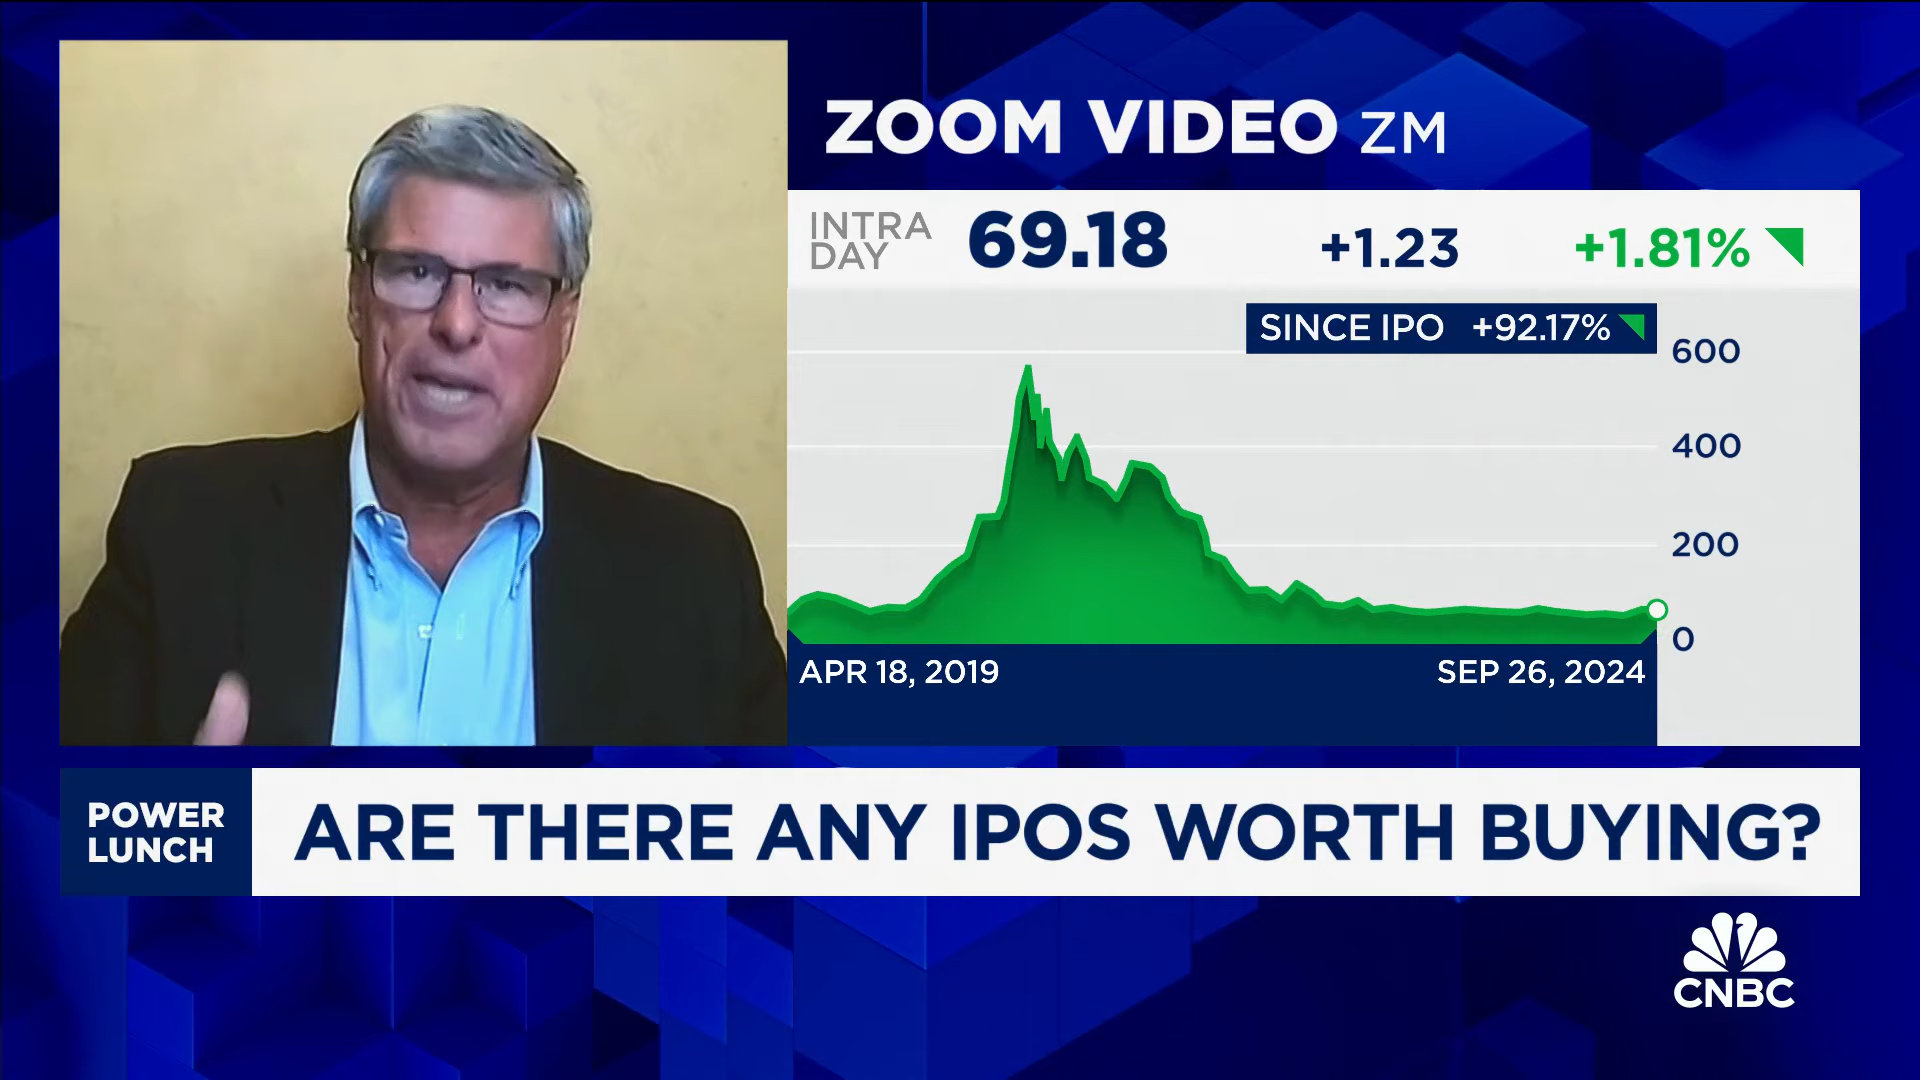 ZOOM VIDEO ZM
INTRA
DAY
69.18
+1.23
+1.81%
SINCE IPO +92.17%
600
400
200
0
APR 18, 2019
SEP 26, 2024
POWER
LUNCH
ARE THERE ANY IPOS WORTH BUYING?
CNBC